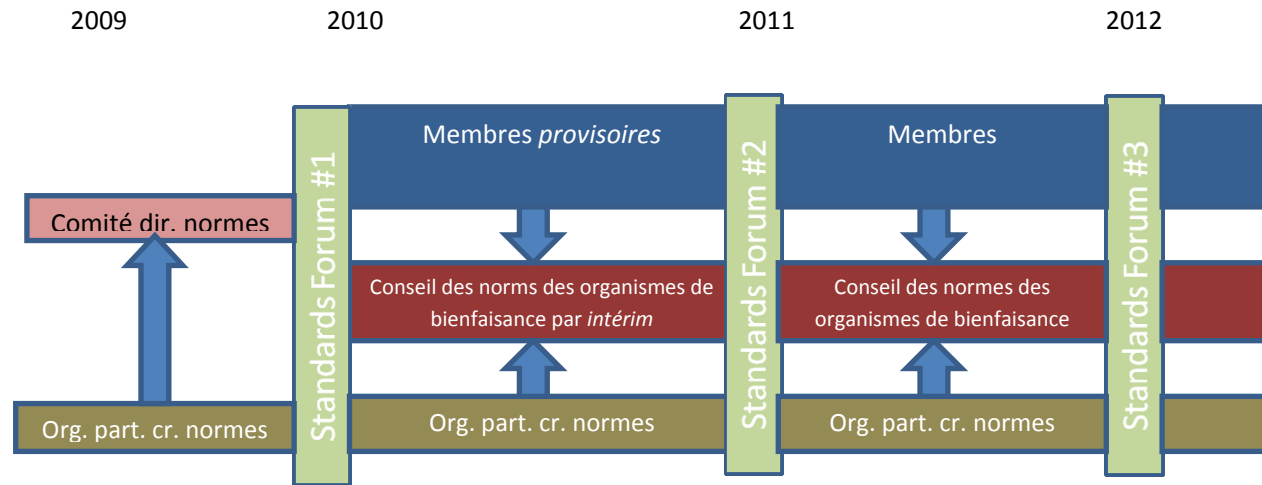 2009
2010
2011
2012
Standards Forum #1
Standards Forum #2
Standards Forum #3
Membres provisoires
Membres
Comité dir. normes
Conseil des norms des organismes de
bienfaisance par intérim
Conseil des normes des
organismes de bienfaisance
Org. part. cr. normes
Org. part. cr. normes
Org. part. cr. normes